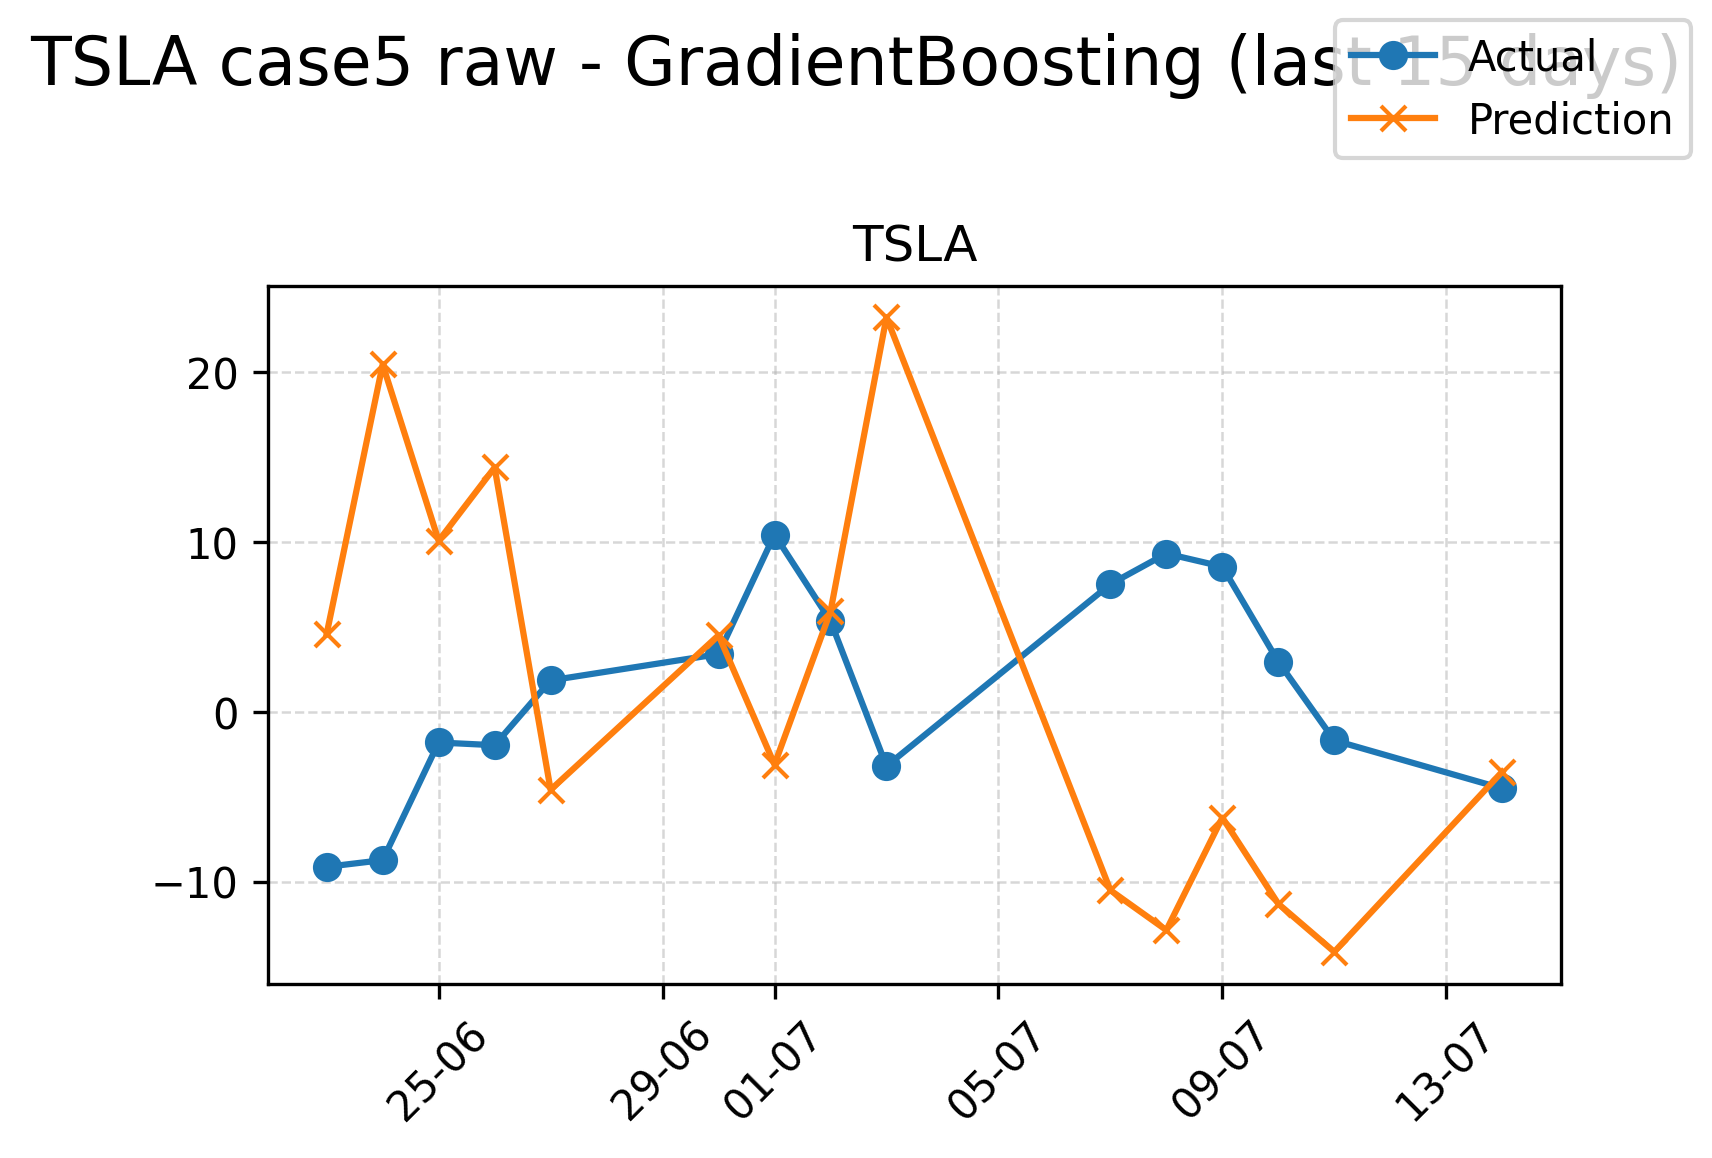 TSLA case5 raw - GradientBoosting (last 15 days)
Actual
Prediction
TSLA
20
10
0
−10
25-06
29-06
01-07
05-07
09-07
13-07